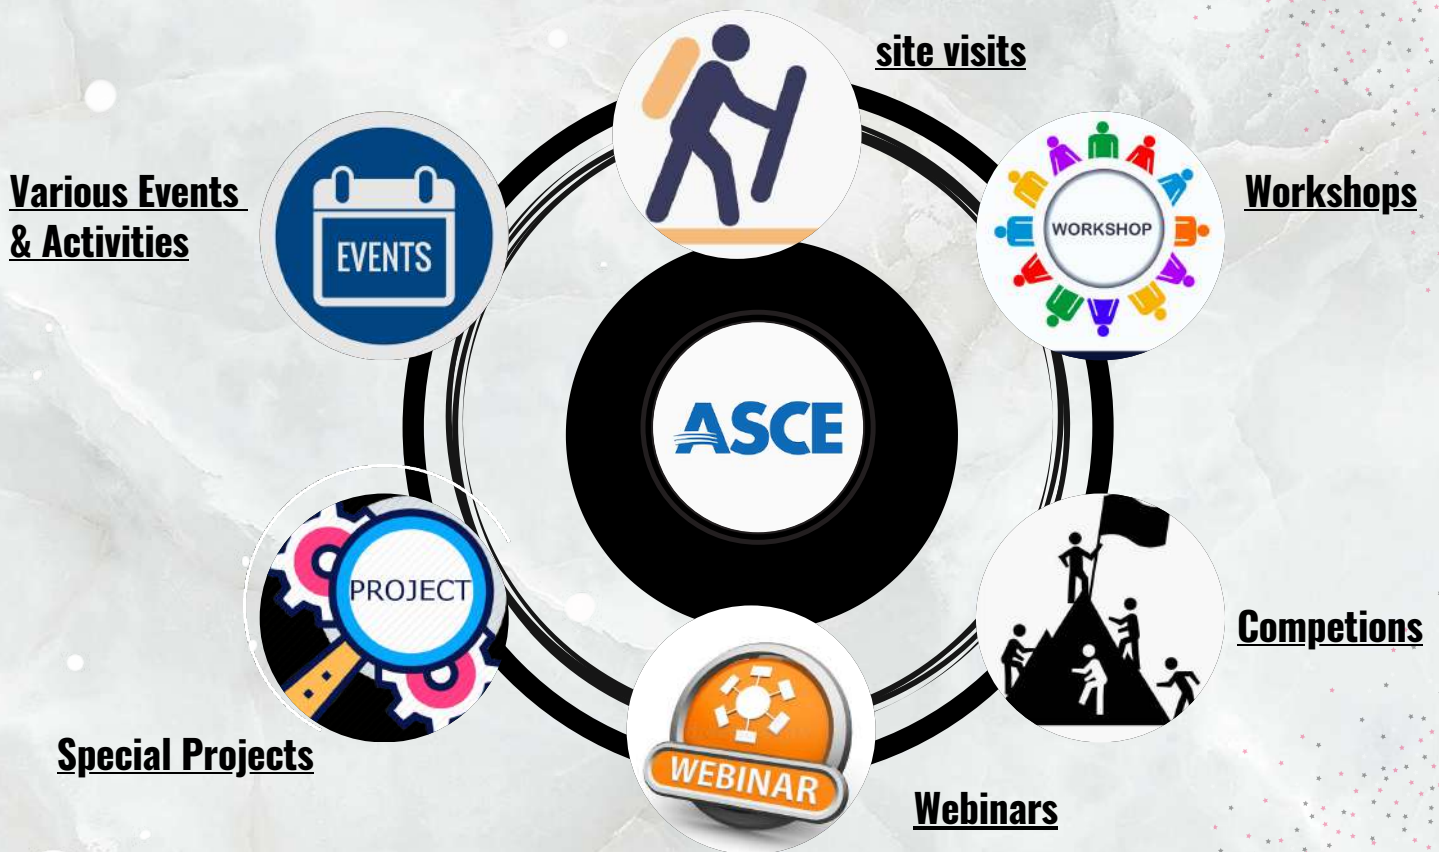 site visits
Various Events
& Activities
EVENTS
WORKSHOP
Workshops
ASCE
PROJECT
Competions
Special Projects
WEBINAR
Webinars